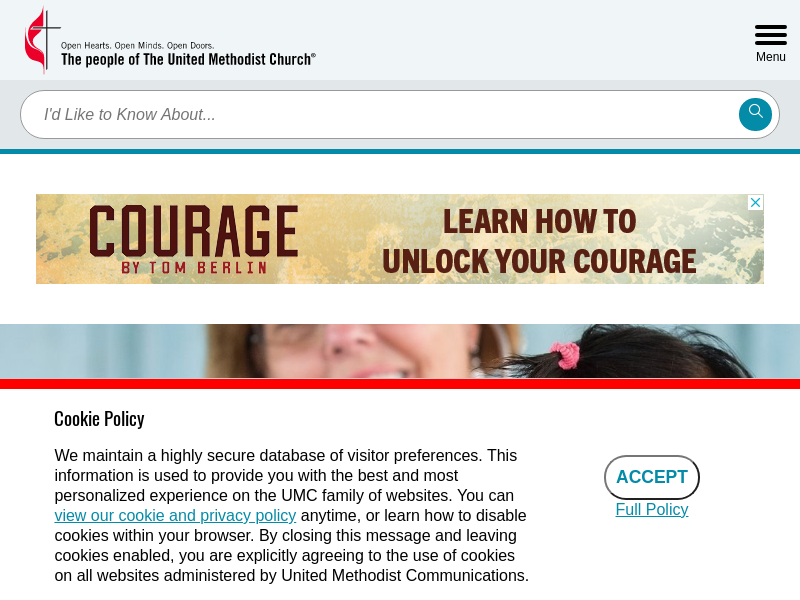 Open Hearts. Open Minds. Open Doors.
The people of The United Methodist Church®
Menu
I'd Like to Know About...
COURAGE
BY TOM BERLIN
LEARN HOW TO
UNLOCK YOUR COURAGE
Cookie Policy
We maintain a highly secure database of visitor preferences. This
information is used to provide you with the best and most
personalized experience on the UMC family of websites. You can
view our cookie and privacy policy anytime, or learn how to disable
cookies within your browser. By closing this message and leaving
cookies enabled, you are explicitly agreeing to the use of cookies
on all websites administered by United Methodist Communications.
ACCEPT
Full Policy